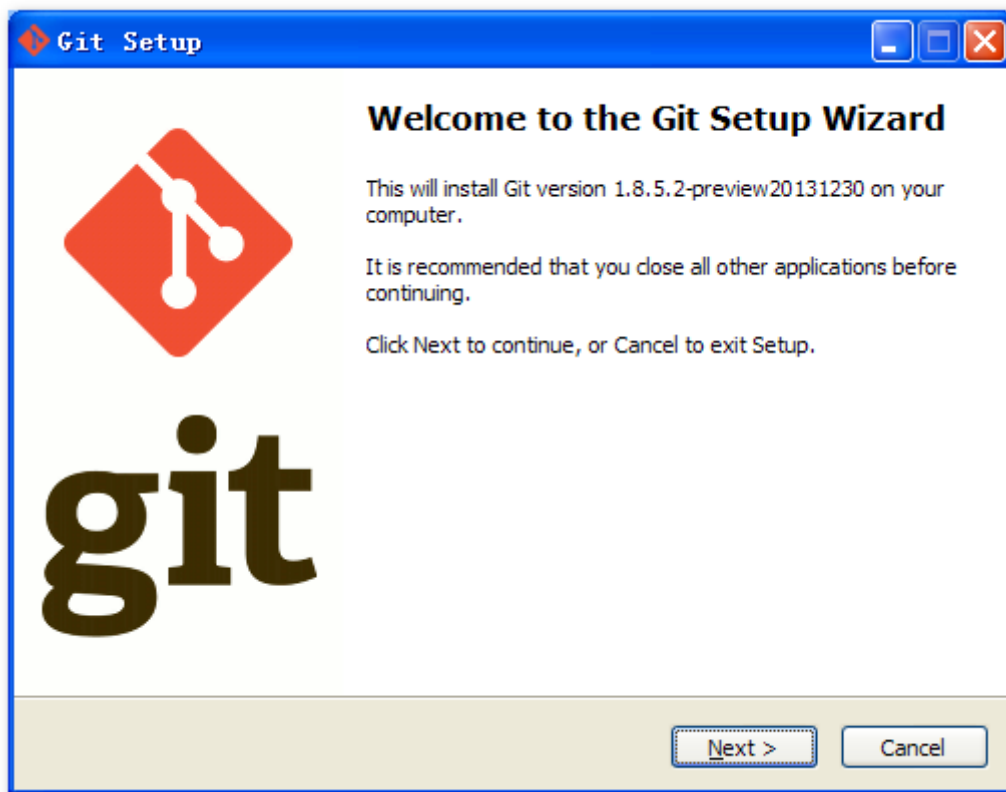 Git Setup
Welcome to the Git Setup Wizard
This will install Git version 1.8.5.2-preview20131230 on your
computer.
It is recommended that you close all other applications before
continuing.
Click Next to continue, or Cancel to exit Setup.
git
Next >
Cancel